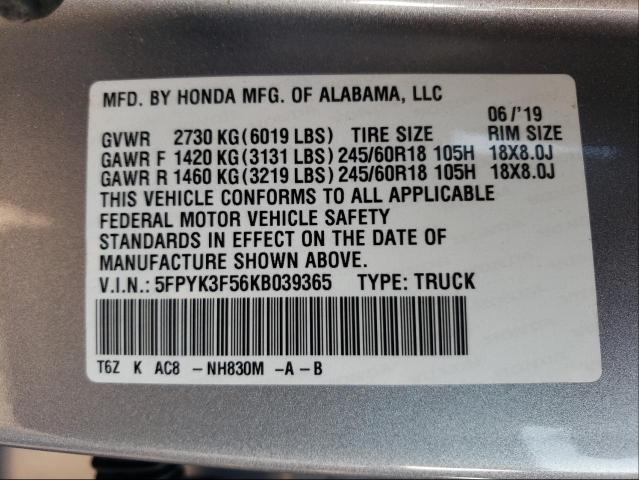 MFD. BY HONDA MFG. OF ALABAMA, LLC
06/'19
GVWR 2730 KG(6019 LBS) TIRE SIZE RIM SIZE
GAWR F 1420 KG(3131 LBS) 245/60R18 105H 18X8.0J
GAWR R 1460 KG(3219 LBS) 245/60R18 105H 18X8.0J
THIS VEHICLE CONFORMS TO ALL APPLICABLE
FEDERAL MOTOR VEHICLE SAFETY
STANDARDS IN EFFECT ON THE DATE OF
MANUFACTURE SHOWN ABOVE.
V.I.N.: 5FPYK3F56KB039365 TYPE: TRUCK
T6Z K AC8 -NH830M -A-B